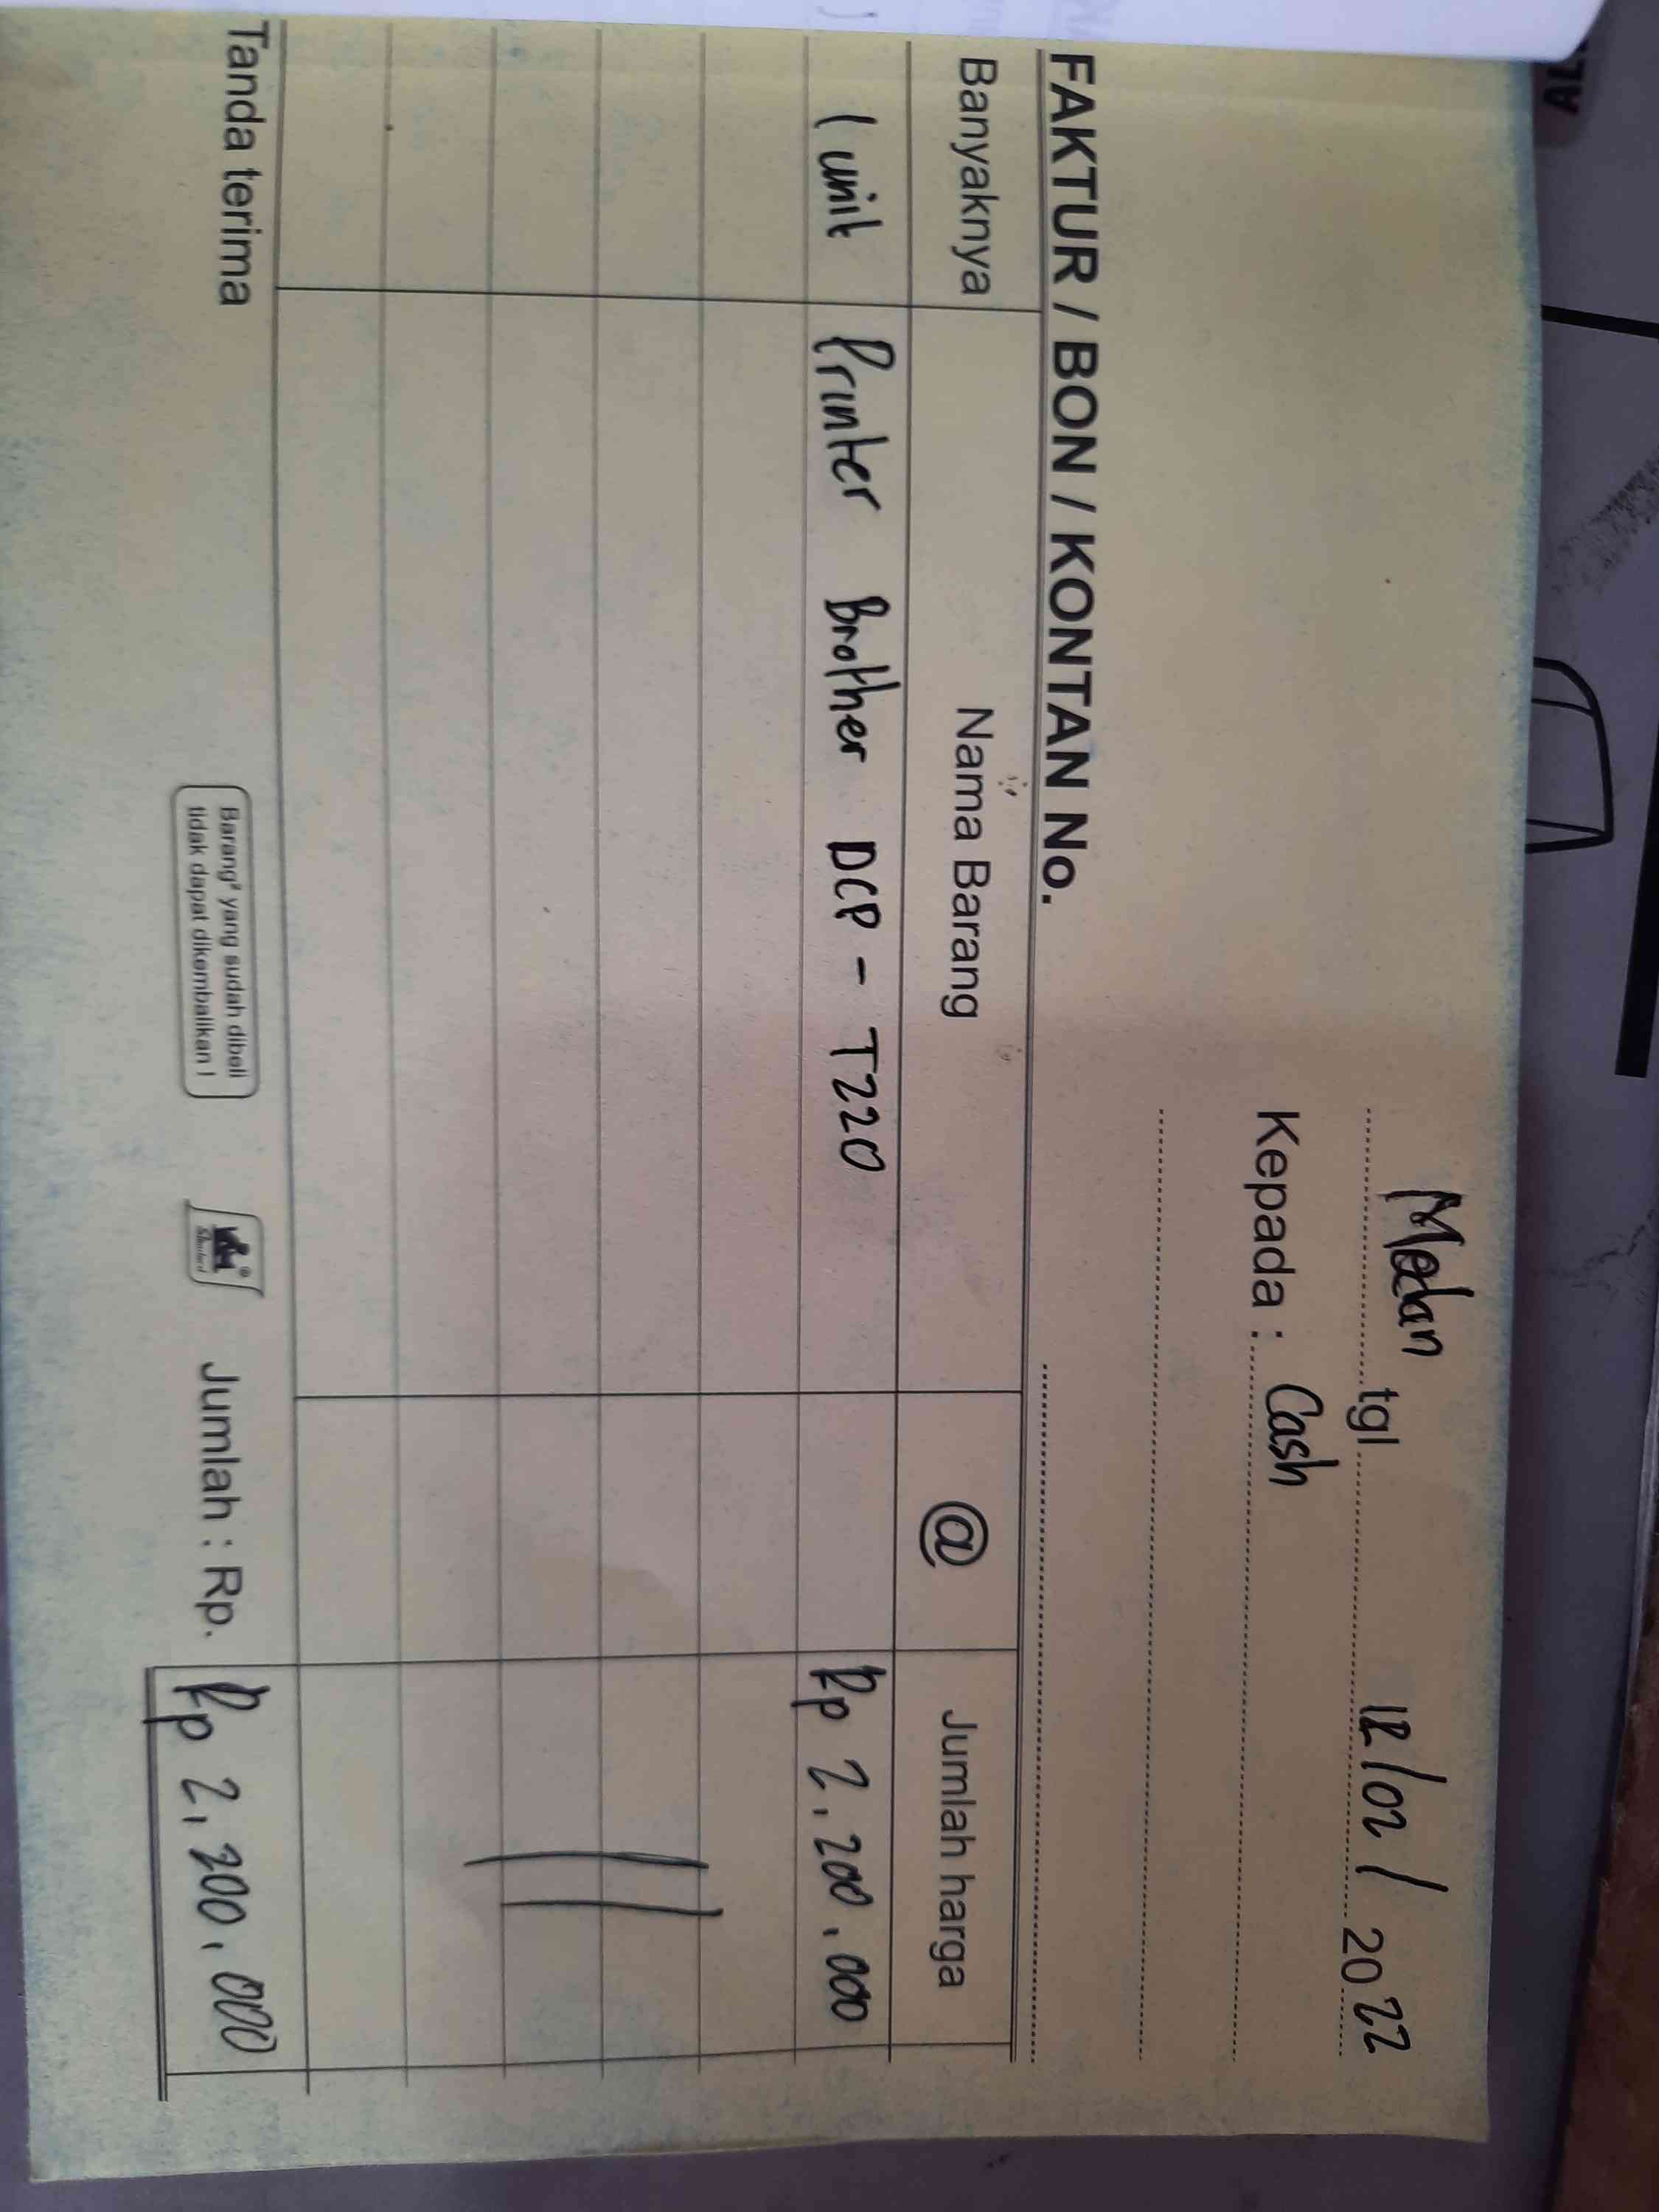 Medan tgl 12/02/2022
Kepada : Cash
FAKTUR / BON / KONTAN No.
Banyaknya Nama Barang @ Jumlah harga
1 unit Printer Brother DCP - T220 Rp 2.200.000
Tanda terima
Barang² yang sudah dibeli
tidak dapat dikembalikan !
Jumlah : Rp. Rp 2,200,000